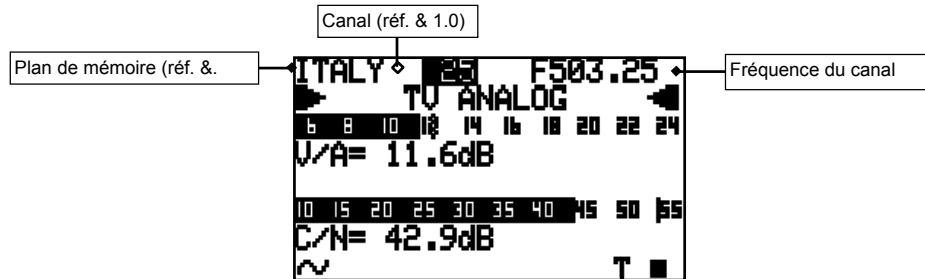 Canal (réf. & 1.0)
Plan de mémoire (réf. &.
Fréquence du canal
ITALY 25 F503.25
TV ANALOG
6 8 10 12 14 16 18 20 22 24
V/A= 11.6dB
10 15 20 25 30 35 40 45 50 55
C/N= 42.9dB
T